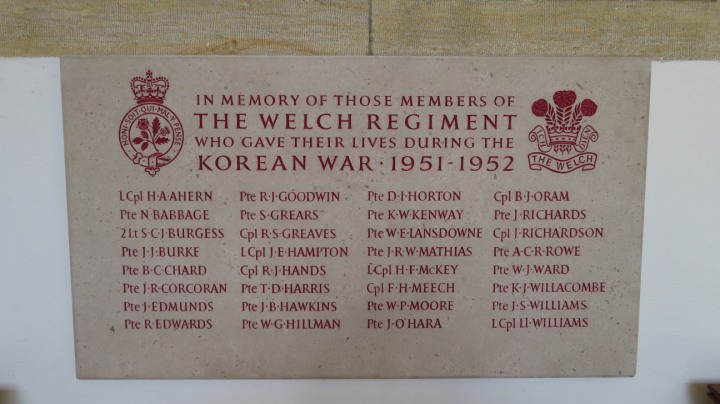 IN MEMORY OF THOSE MEMBERS OF
THE WELCH REGIMENT
WHO GAVE THEIR LIVES DURING THE
KOREAN WAR · 1951-1952
HONI·SOIT·QUI·MAL·Y·PENSE
ICH DIEN
THE WELCH
LCpl H·A·AHERN
Pte N·BABBAGE
2Lt S·C·J·BURGESS
Pte J·J·BURKE
Pte B·C·CHARD
Pte J·R·CORCORAN
Pte J·EDMUNDS
Pte R·EDWARDS
Pte R·J·GOODWIN
Pte S·GREARS
Cpl R·S·GREAVES
LCpl J·E·HAMPTON
Cpl R·J·HANDS
Pte T·D·HARRIS
Pte J·B·HAWKINS
Pte W·G·HILLMAN
Pte D·I·HORTON
Pte K·W·KENWAY
Pte W·E·LANSDOWNE
Pte J·R·W·MATHIAS
LCpl H·F·McKEY
Cpl F·H·MEECH
Pte W·P·MOORE
Pte J·O'HARA
Cpl B·J·ORAM
Pte J·RICHARDS
Cpl J·RICHARDSON
Pte A·C·R·ROWE
Pte W·J·WARD
Pte K·J·WILLACOMBE
Pte J·S·WILLIAMS
LCpl Ll·WILLIAMS